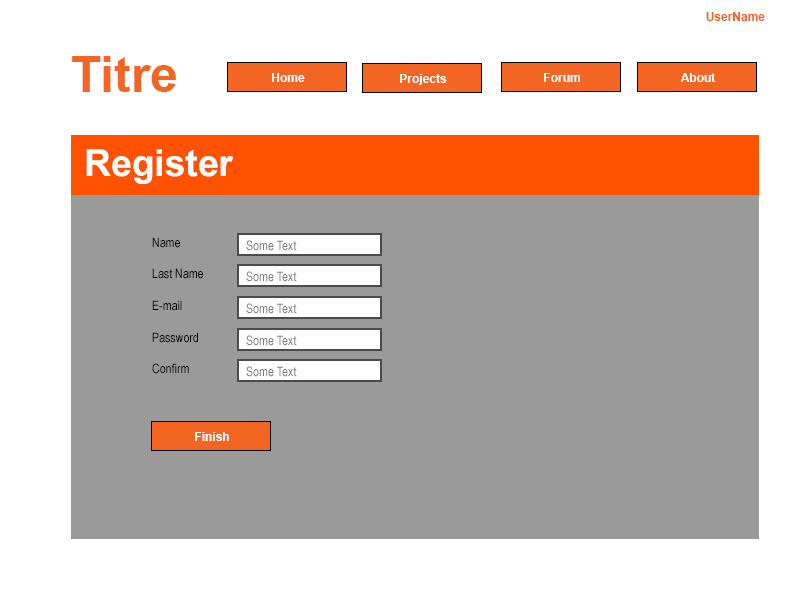 UserName
Titre
Home
Projects
Forum
About
Register
Name
Some Text
Last Name
Some Text
E-mail
Some Text
Password
Some Text
Confirm
Some Text
Finish